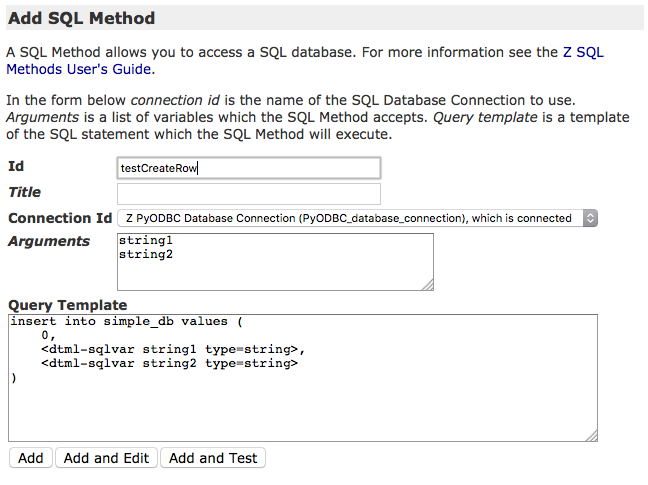 Add SQL Method
A SQL Method allows you to access a SQL database. For more information see the Z SQL
Methods User's Guide.
In the form below connection id is the name of the SQL Database Connection to use.
Arguments is a list of variables which the SQL Method accepts. Query template is a template
of the SQL statement which the SQL Method will execute.
Id testCreateRow
Title
Connection Id Z PyODBC Database Connection (PyODBC_database_connection), which is connected
Arguments string1
string2
Query Template
insert into simple_db values (
    0,
    <dtml-sqlvar string1 type=string>,
    <dtml-sqlvar string2 type=string>
)
Add Add and Edit Add and Test